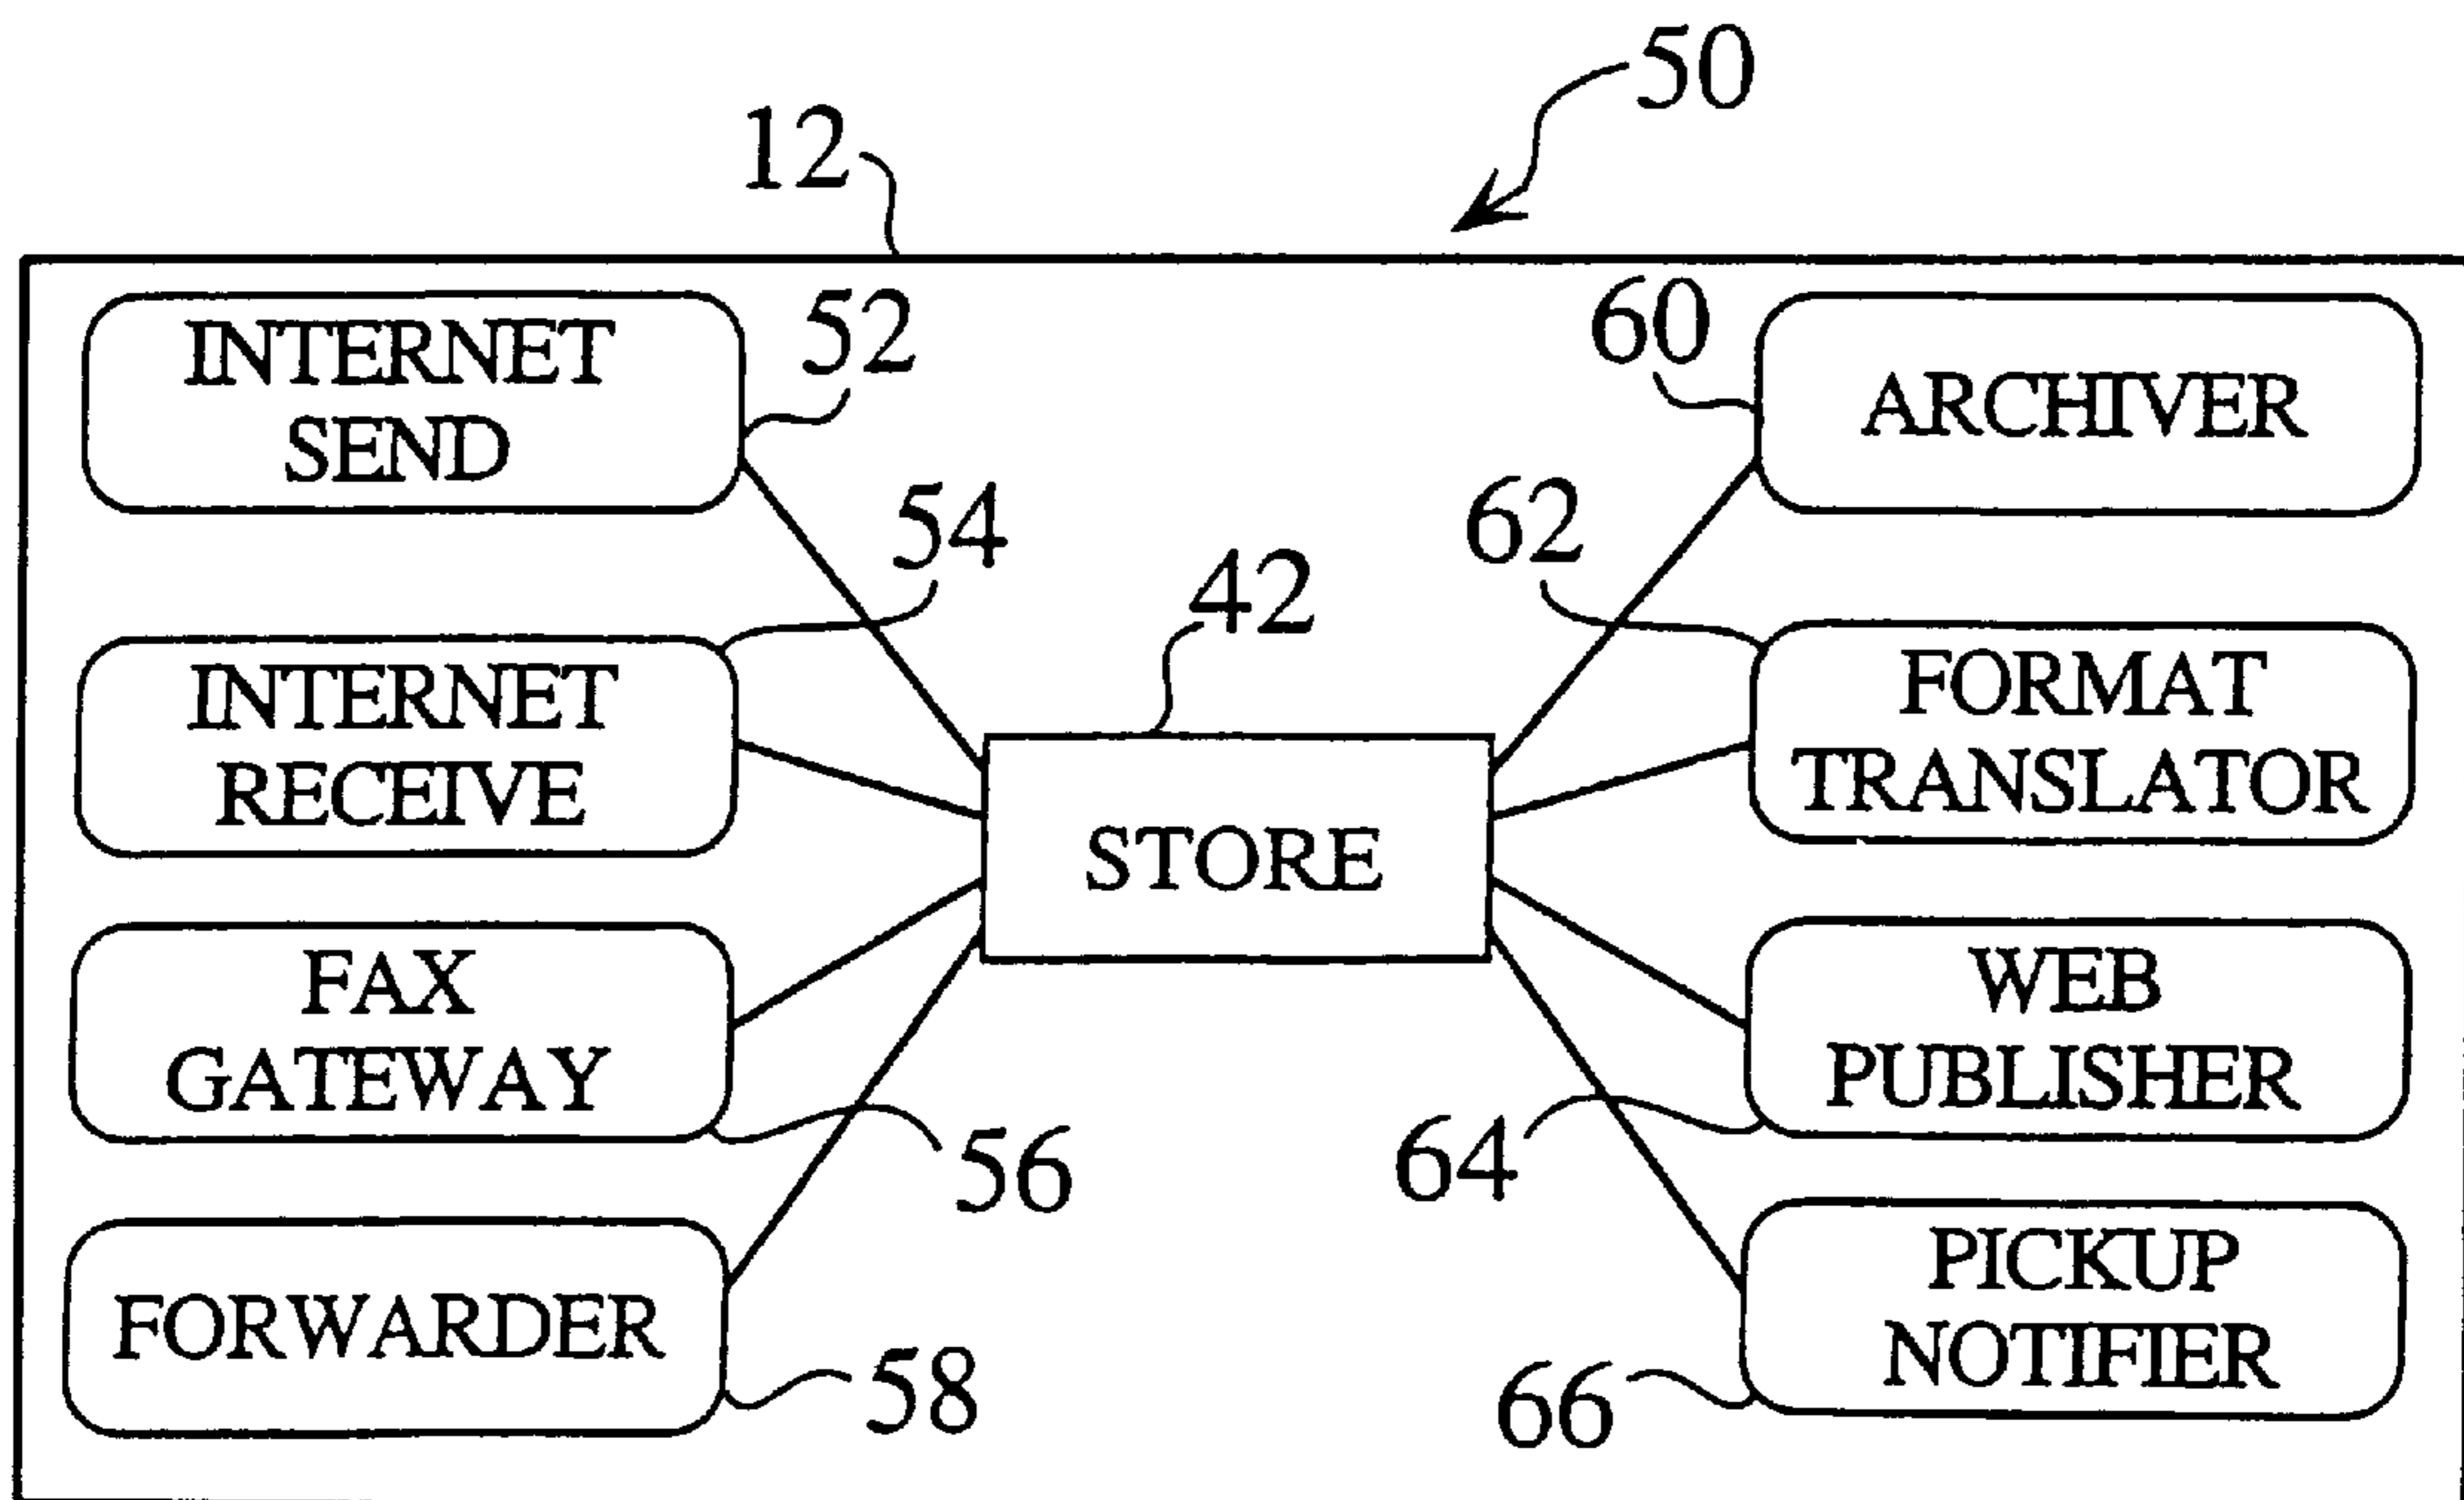 50
12
INTERNET
SEND
52
60
ARCHIVER
54
62
42
INTERNET
RECEIVE
STORE
FORMAT
TRANSLATOR
FAX
GATEWAY
WEB
PUBLISHER
56
64
FORWARDER
58
66
PICKUP
NOTIFIER